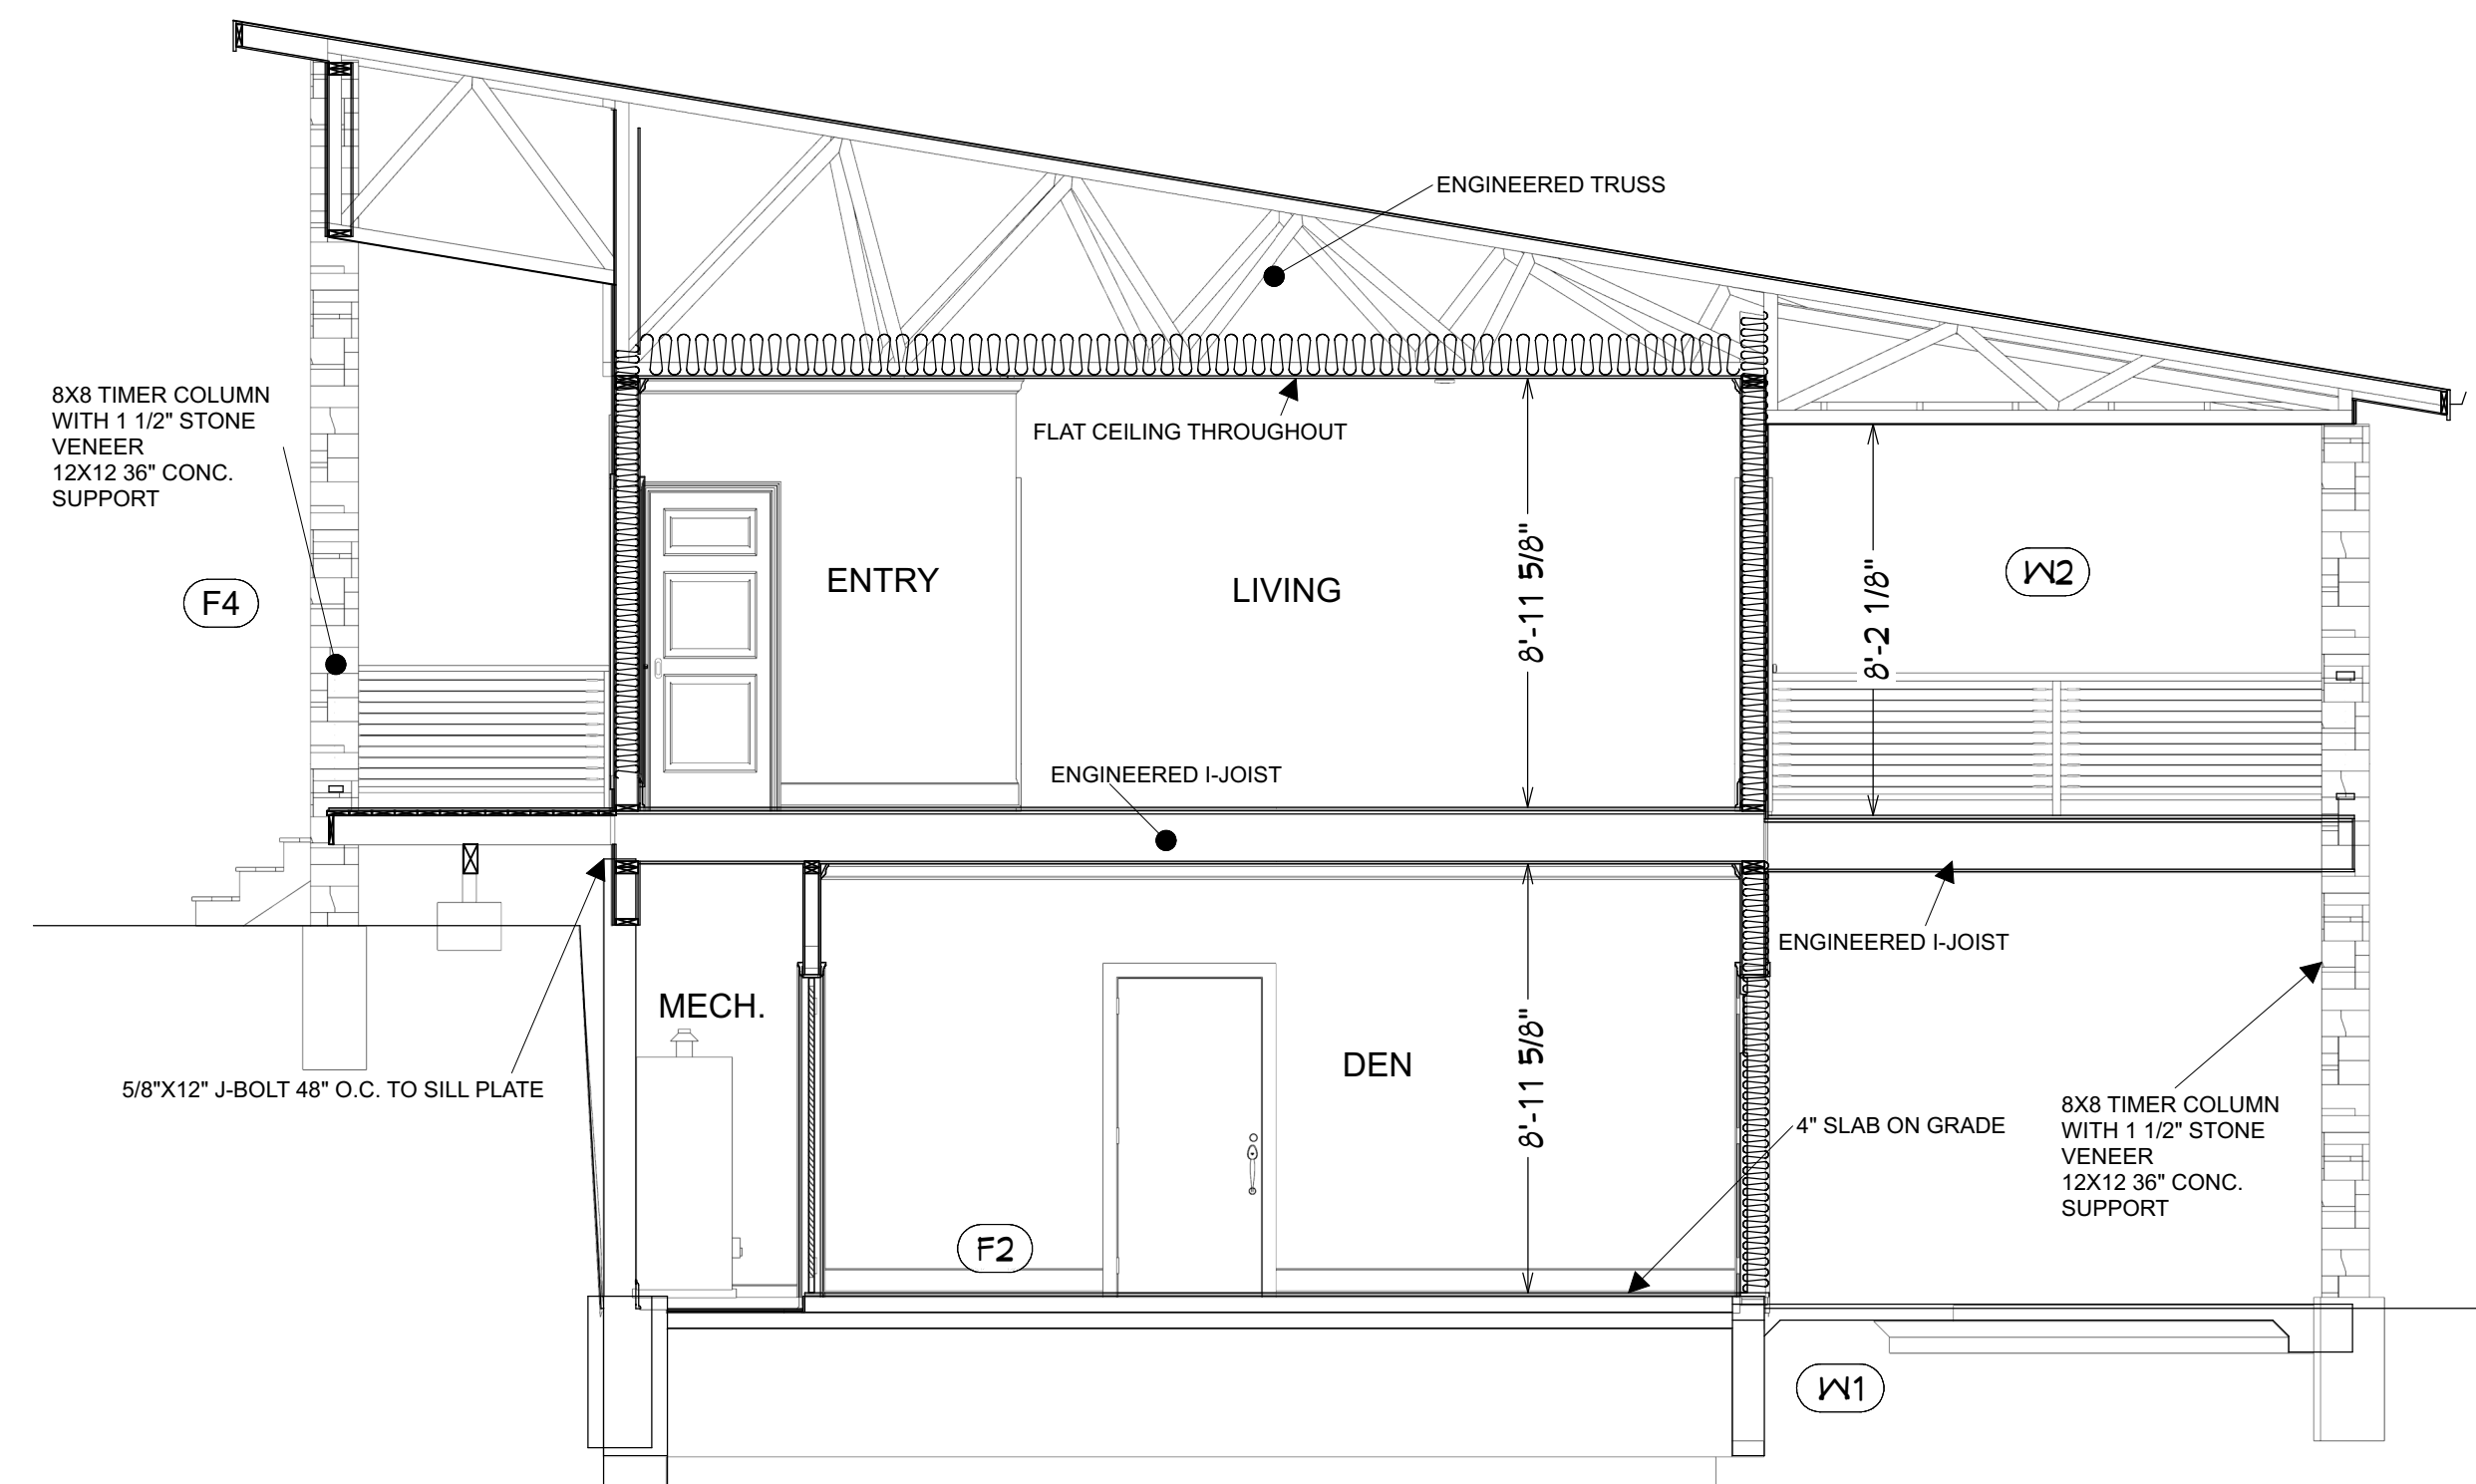 ENGINEERED TRUSS
8X8 TIMER COLUMN
WITH 1 1/2" STONE
VENEER
12X12 36" CONC.
SUPPORT
FLAT CEILING THROUGHOUT
F4
ENTRY
LIVING
8'-11 5/8"
8'-2 1/8"
W2
ENGINEERED I-JOIST
ENGINEERED I-JOIST
MECH.
DEN
8'-11 5/8"
5/8"X12" J-BOLT 48" O.C. TO SILL PLATE
4" SLAB ON GRADE
8X8 TIMER COLUMN
WITH 1 1/2" STONE
VENEER
12X12 36" CONC.
SUPPORT
F2
W1